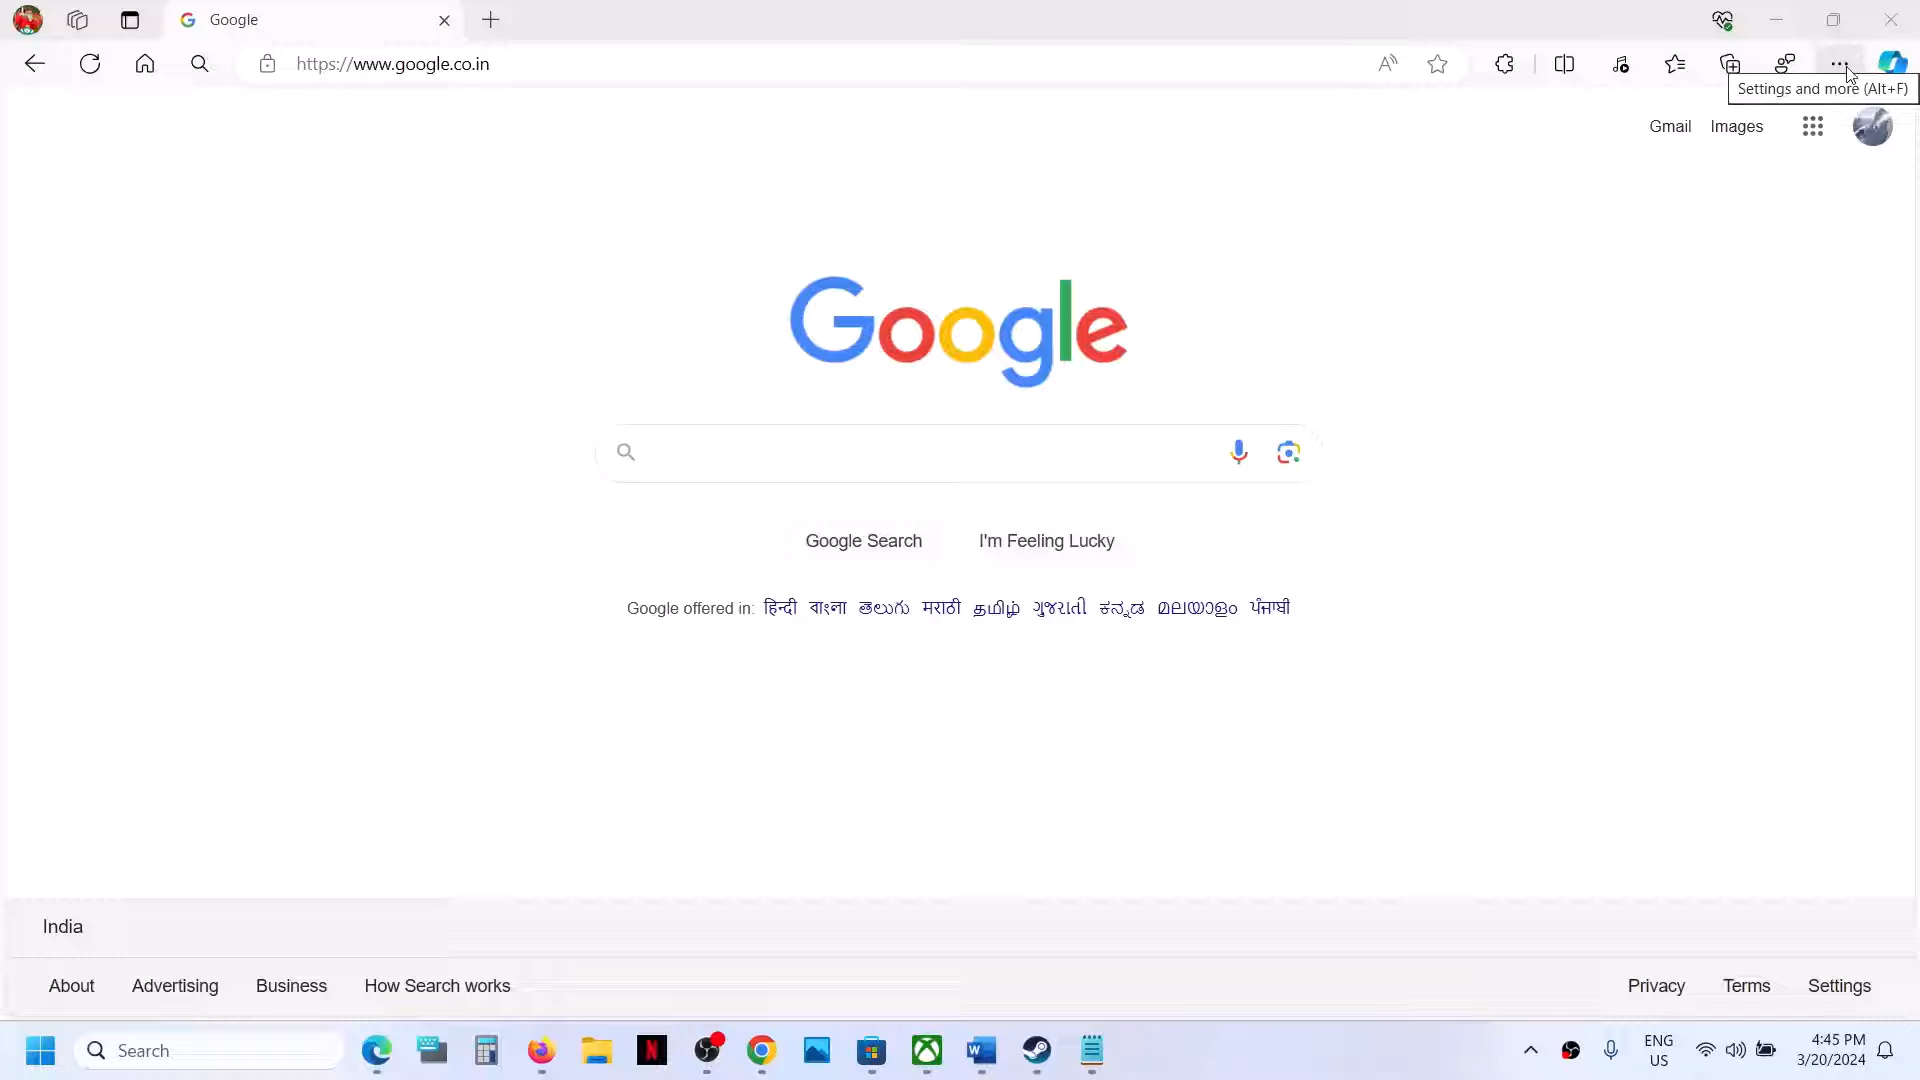 Google
https://www.google.co.in
Settings and more (Alt+F)
Gmail Images
Google
Google Search I'm Feeling Lucky
Google offered in: हिन्दी বাংলা తెలుగు मराठी தமிழ் ગુજરાતી ಕನ್ನಡ മലയാളം ਪੰਜਾਬੀ
India
About Advertising Business How Search works Privacy Terms Settings
Search
ENG
US
4:45 PM
3/20/2024